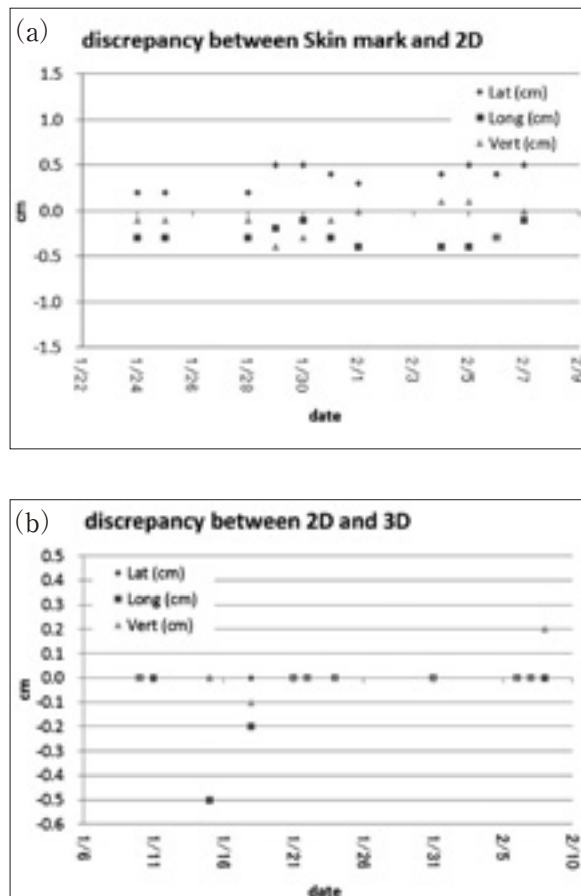 (a)
discrepancy between Skin mark and 2D
1.5
1.0
0.5
0.0
-0.5
-1.0
-1.5
cm
Lat (cm)
Long (cm)
Vert (cm)
1/22
1/24
1/26
1/28
1/30
2/1
2/3
2/5
2/7
2/9
date
(b)
discrepancy between 2D and 3D
0.5
0.4
0.3
0.2
0.1
0.0
-0.1
-0.2
-0.3
-0.4
-0.5
-0.6
cm
Lat (cm)
Long (cm)
Vert (cm)
1/6
1/11
1/16
1/21
1/26
1/31
2/5
2/10
date